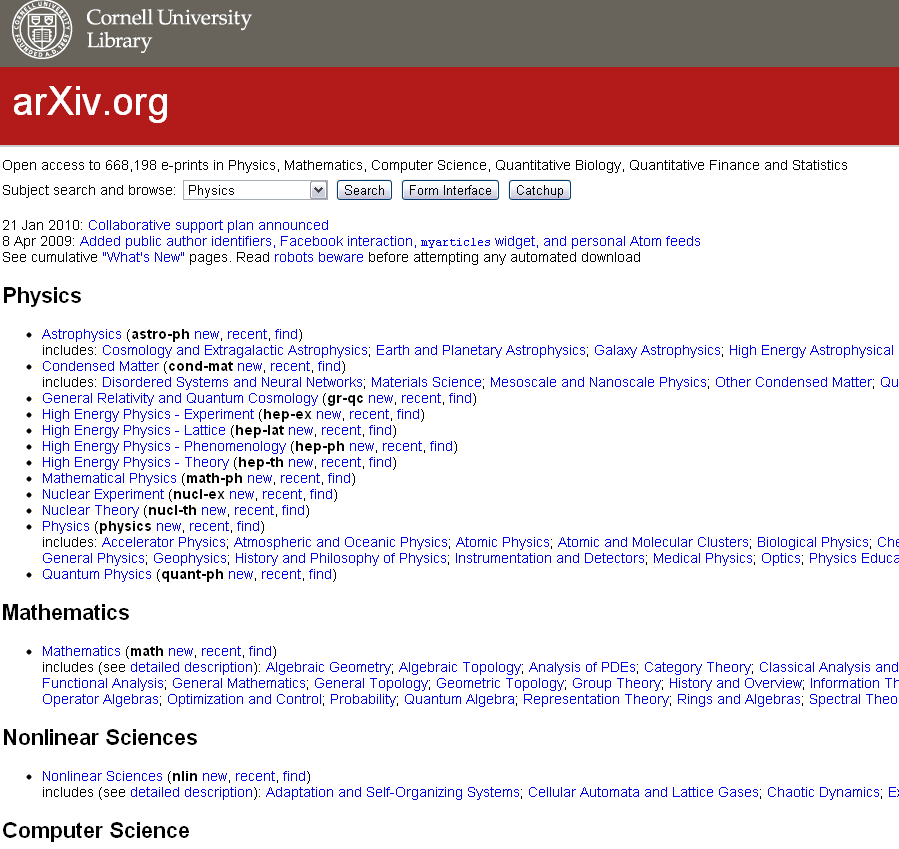 Cornell University
Library
arXiv.org
Open access to 668,198 e-prints in Physics, Mathematics, Computer Science, Quantitative Biology, Quantitative Finance and Statistics
Subject search and browse: Physics Search Form Interface Catchup
21 Jan 2010: Collaborative support plan announced
8 Apr 2009: Added public author identifiers, Facebook interaction, myarticles widget, and personal Atom feeds
See cumulative "What's New" pages. Read robots beware before attempting any automated download
Physics
• Astrophysics (astro-ph new, recent, find)
includes: Cosmology and Extragalactic Astrophysics; Earth and Planetary Astrophysics; Galaxy Astrophysics; High Energy Astrophysical
• Condensed Matter (cond-mat new, recent, find)
includes: Disordered Systems and Neural Networks; Materials Science; Mesoscale and Nanoscale Physics; Other Condensed Matter; Qu
• General Relativity and Quantum Cosmology (gr-qc new, recent, find)
• High Energy Physics - Experiment (hep-ex new, recent, find)
• High Energy Physics - Lattice (hep-lat new, recent, find)
• High Energy Physics - Phenomenology (hep-ph new, recent, find)
• High Energy Physics - Theory (hep-th new, recent, find)
• Mathematical Physics (math-ph new, recent, find)
• Nuclear Experiment (nucl-ex new, recent, find)
• Nuclear Theory (nucl-th new, recent, find)
• Physics (physics new, recent, find)
includes: Accelerator Physics; Atmospheric and Oceanic Physics; Atomic Physics; Atomic and Molecular Clusters; Biological Physics; Che
General Physics; Geophysics; History and Philosophy of Physics; Instrumentation and Detectors; Medical Physics; Optics; Physics Educa
• Quantum Physics (quant-ph new, recent, find)
Mathematics
• Mathematics (math new, recent, find)
includes (see detailed description): Algebraic Geometry; Algebraic Topology; Analysis of PDEs; Category Theory; Classical Analysis and
Functional Analysis; General Mathematics; General Topology; Geometric Topology; Group Theory; History and Overview; Information Th
Operator Algebras; Optimization and Control; Probability; Quantum Algebra; Representation Theory; Rings and Algebras; Spectral Theo
Nonlinear Sciences
• Nonlinear Sciences (nlin new, recent, find)
includes (see detailed description): Adaptation and Self-Organizing Systems; Cellular Automata and Lattice Gases; Chaotic Dynamics; Ex
Computer Science